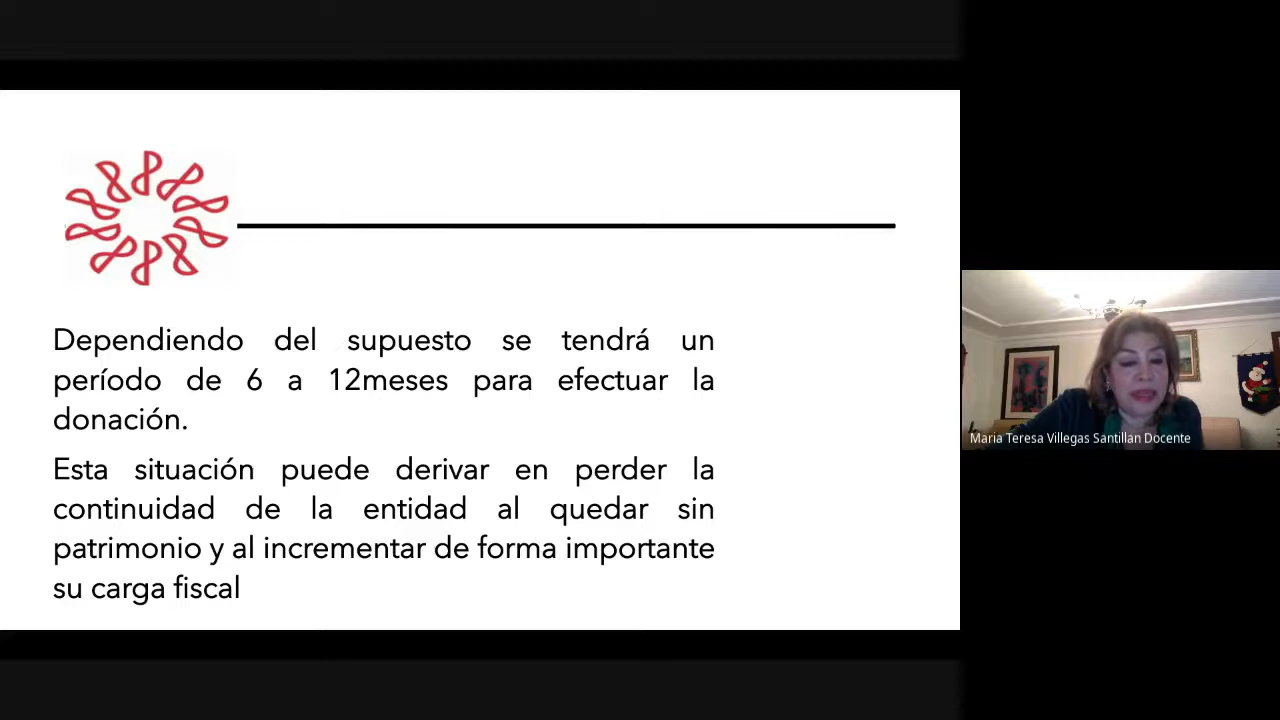 Dependiendo del supuesto se tendrá un
período de 6 a 12meses para efectuar la
donación.
Esta situación puede derivar en perder la
continuidad de la entidad al quedar sin
patrimonio y al incrementar de forma importante
su carga fiscal
Maria Teresa Villegas Santillan Docente